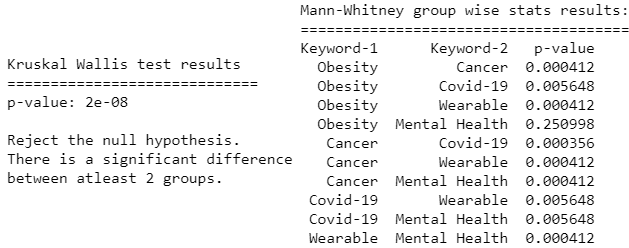 Kruskal Wallis test results
============================
p-value: 2e-08
Reject the null hypothesis.
There is a significant difference
between atleast 2 groups.
Mann-Whitney group wise stats results:
======================================
Keyword-1 Keyword-2 p-value
Obesity Cancer 0.000412
Obesity Covid-19 0.005648
Obesity Wearable 0.000412
Obesity Mental Health 0.250998
Cancer Covid-19 0.000356
Cancer Wearable 0.000412
Cancer Mental Health 0.000412
Covid-19 Wearable 0.005648
Covid-19 Mental Health 0.005648
Wearable Mental Health 0.000412